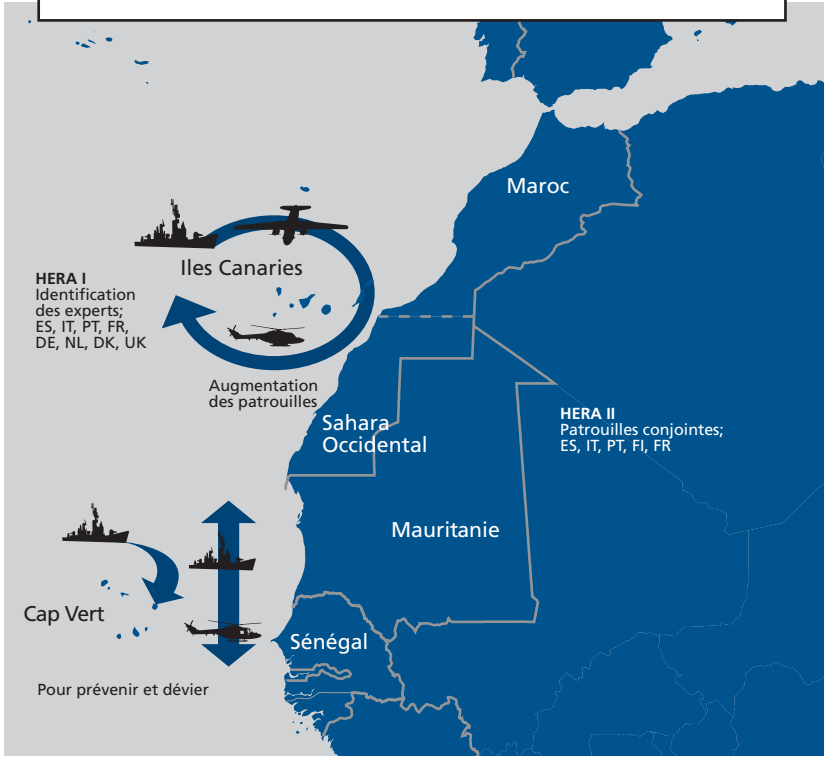 Maroc
Iles Canaries
HERA I
Identification
des experts;
ES, IT, PT, FR,
DE, NL, DK, UK
Augmentation
des patrouilles
Sahara
Occidental
HERA II
Patrouilles conjointes;
ES, IT, PT, FI, FR
Mauritanie
Cap Vert
Sénégal
Pour prévenir et dévier